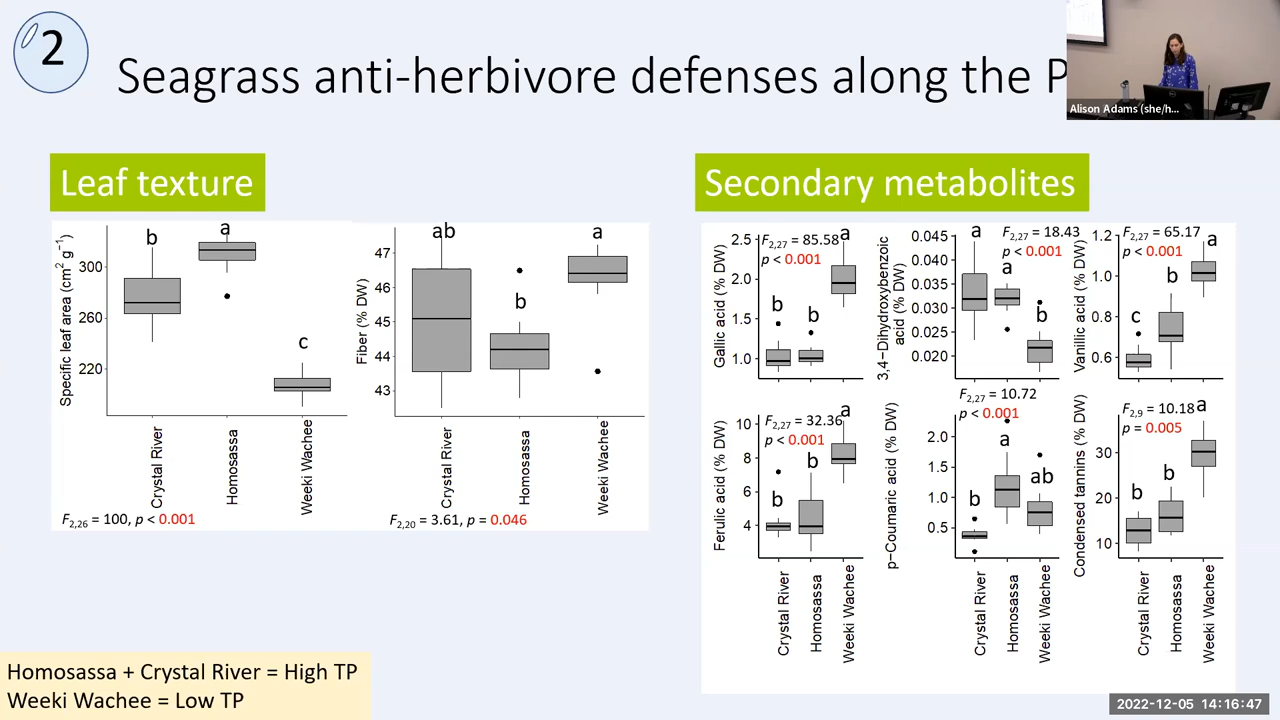 2
Seagrass anti-herbivore defenses along the P
Alison Adams (she/h...
Leaf texture
Specific leaf area (cm² g⁻¹)
300
260
220
b
a
c
Crystal River
Homosassa
Weeki Wachee
F2,26 = 100, p < 0.001
Fiber (% DW)
47
46
45
44
43
ab
b
a
Crystal River
Homosassa
Weeki Wachee
F2,20 = 3.61, p = 0.046
Secondary metabolites
Gallic acid (% DW)
2.5
2.0
1.5
1.0
F2,27 = 85.58
p < 0.001
b
b
a
3,4−Dihydroxybenzoic
acid (% DW)
0.045
0.040
0.035
0.030
0.025
0.020
F2,27 = 18.43
p < 0.001
a
a
b
Vanillic acid (% DW)
1.2
1.0
0.8
0.6
F2,27 = 65.17
p < 0.001
c
b
a
Ferulic acid (% DW)
10
8
6
4
F2,27 = 32.36
p < 0.001
b
b
a
Crystal River
Homosassa
Weeki Wachee
p−Coumaric acid (% DW)
2.0
1.5
1.0
0.5
F2,27 = 10.72
p < 0.001
b
a
ab
Crystal River
Homosassa
Weeki Wachee
Condensed tannins (% DW)
30
20
10
F2,9 = 10.18
p = 0.005
b
b
a
Crystal River
Homosassa
Weeki Wachee
Homosassa + Crystal River = High TP
Weeki Wachee = Low TP
2022-12-05 14:16:47